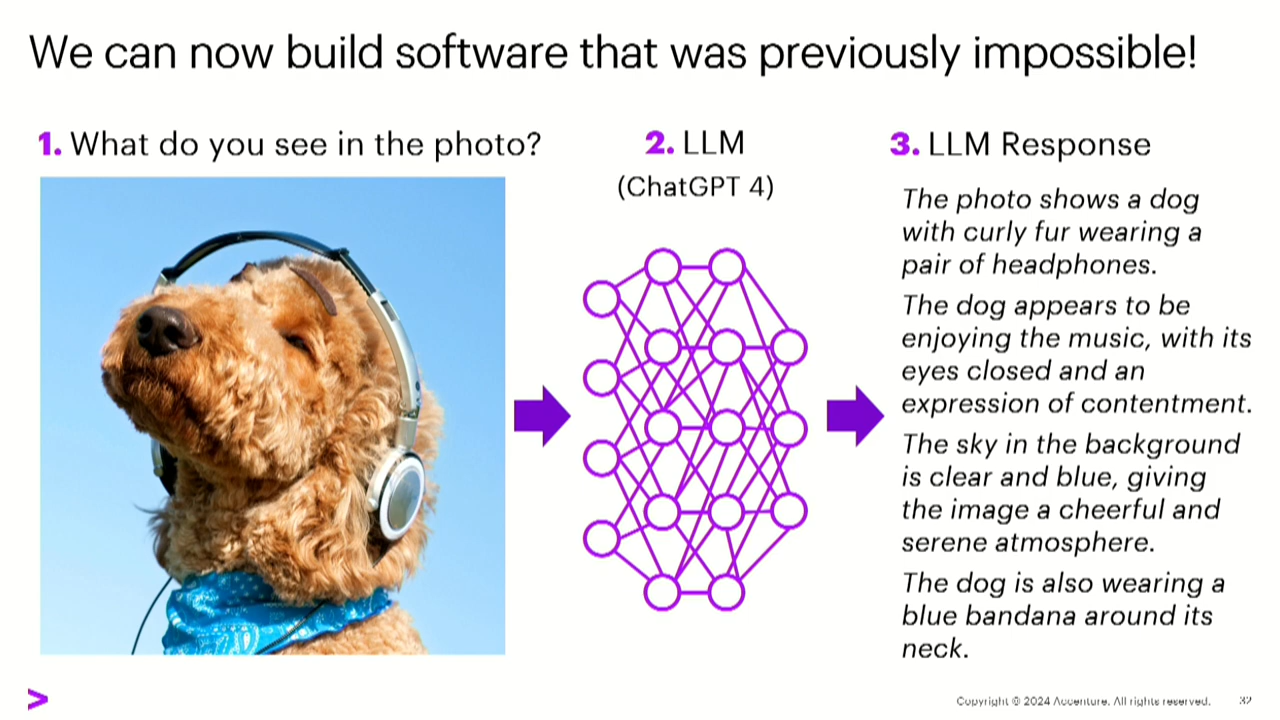 We can now build software that was previously impossible!
1. What do you see in the photo?
2. LLM
(ChatGPT 4)
3. LLM Response
The photo shows a dog
with curly fur wearing a
pair of headphones.
The dog appears to be
enjoying the music, with its
eyes closed and an
expression of contentment.
The sky in the background
is clear and blue, giving
the image a cheerful and
serene atmosphere.
The dog is also wearing a
blue bandana around its
neck.
Copyright © 2024 Accenture. All rights reserved. 32